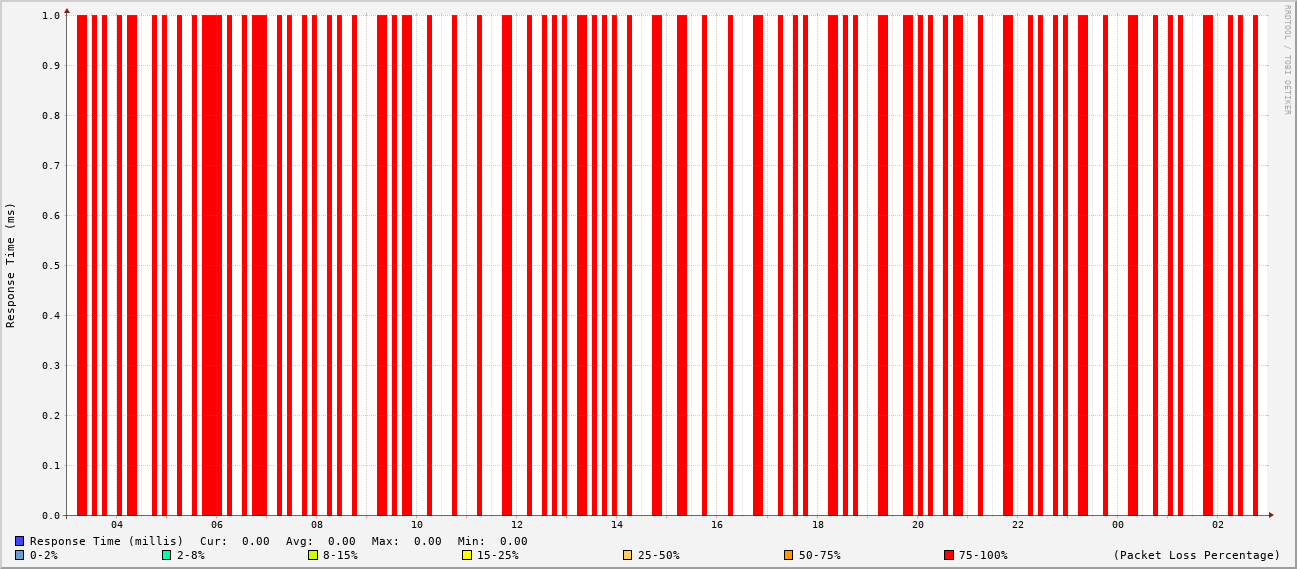 RRDTOOL / TOBI OETIKER
Response Time (ms)
1.0
0.9
0.8
0.7
0.6
0.5
0.4
0.3
0.2
0.1
0.0
04 06 08 10 12 14 16 18 20 22 00 02
Response Time (millis) Cur: 0.00 Avg: 0.00 Max: 0.00 Min: 0.00
0-2% 2-8% 8-15% 15-25% 25-50% 50-75% 75-100% (Packet Loss Percentage)